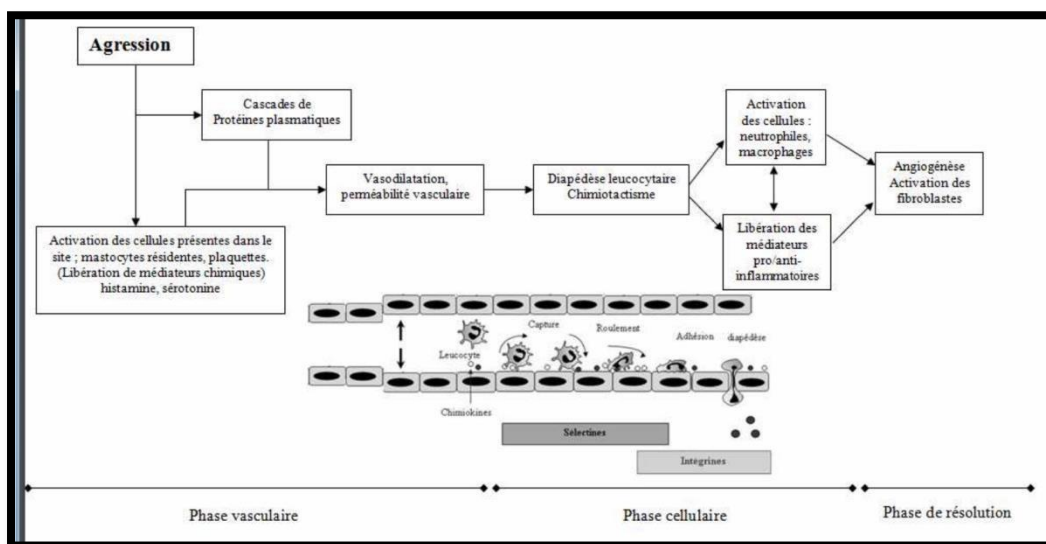 Agression
Cascades de
Protéines plasmatiques
Vasodilatation,
perméabilité vasculaire
Activation des cellules présentes dans le
site ; mastocytes résidentes, plaquettes.
(Libération de médiateurs chimiques)
histamine, sérotonine
Diapédèse leucocytaire
Chimiotactisme
Activation
des cellules :
neutrophiles,
macrophages
Libération des
médiateurs
pro/anti-
inflammatoires
Angiogénèse
Activation des
fibroblastes
Leucocyte
Capture
Roulement
Adhésion
diapédèse
Chimiokines
Sélectines
Intégrines
Phase vasculaire
Phase cellulaire
Phase de résolution